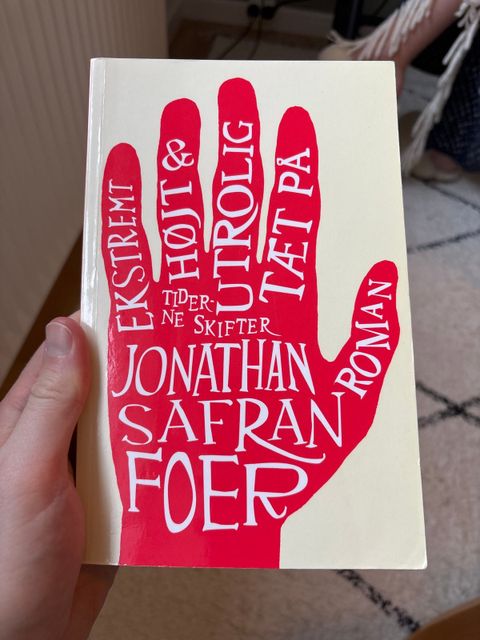 EKSTREMT
HØJT &
UTROLIG
TÆT PÅ
TIDER-
NE SKIFTER
JONATHAN
SAFRAN
FOER
ROMAN